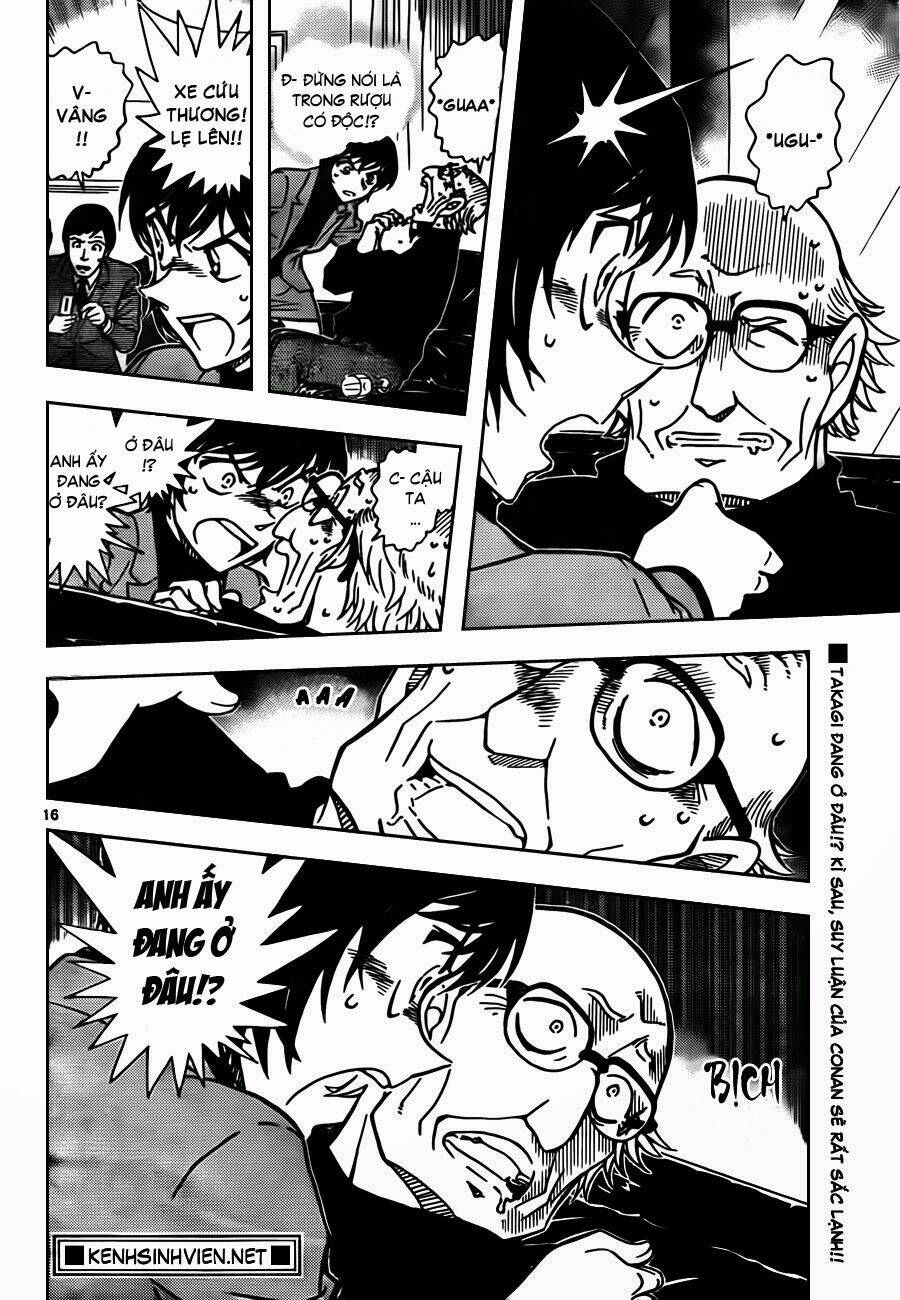 *UGU-*
*GUAA*
Đ- ĐỪNG NÓI LÀ
TRONG RƯỢU
CÓ ĐỘC!?
XE CỨU
THƯƠNG!
LẸ LÊN!!
V-
VÂNG
!!
C- CẬU
TA
...
Ở ĐÂU
!?
ANH ẤY
ĐANG
Ở ĐÂU?
AAA
16
ANH ẤY
ĐANG Ở
ĐÂU!?
BỊCH
TAKAGI ĐANG Ở ĐÂU!? KÌ SAU, SUY LUẬN CỦA CONAN SẼ RẤT SẮC LẠNH!!
KENHSINHVIEN.NET